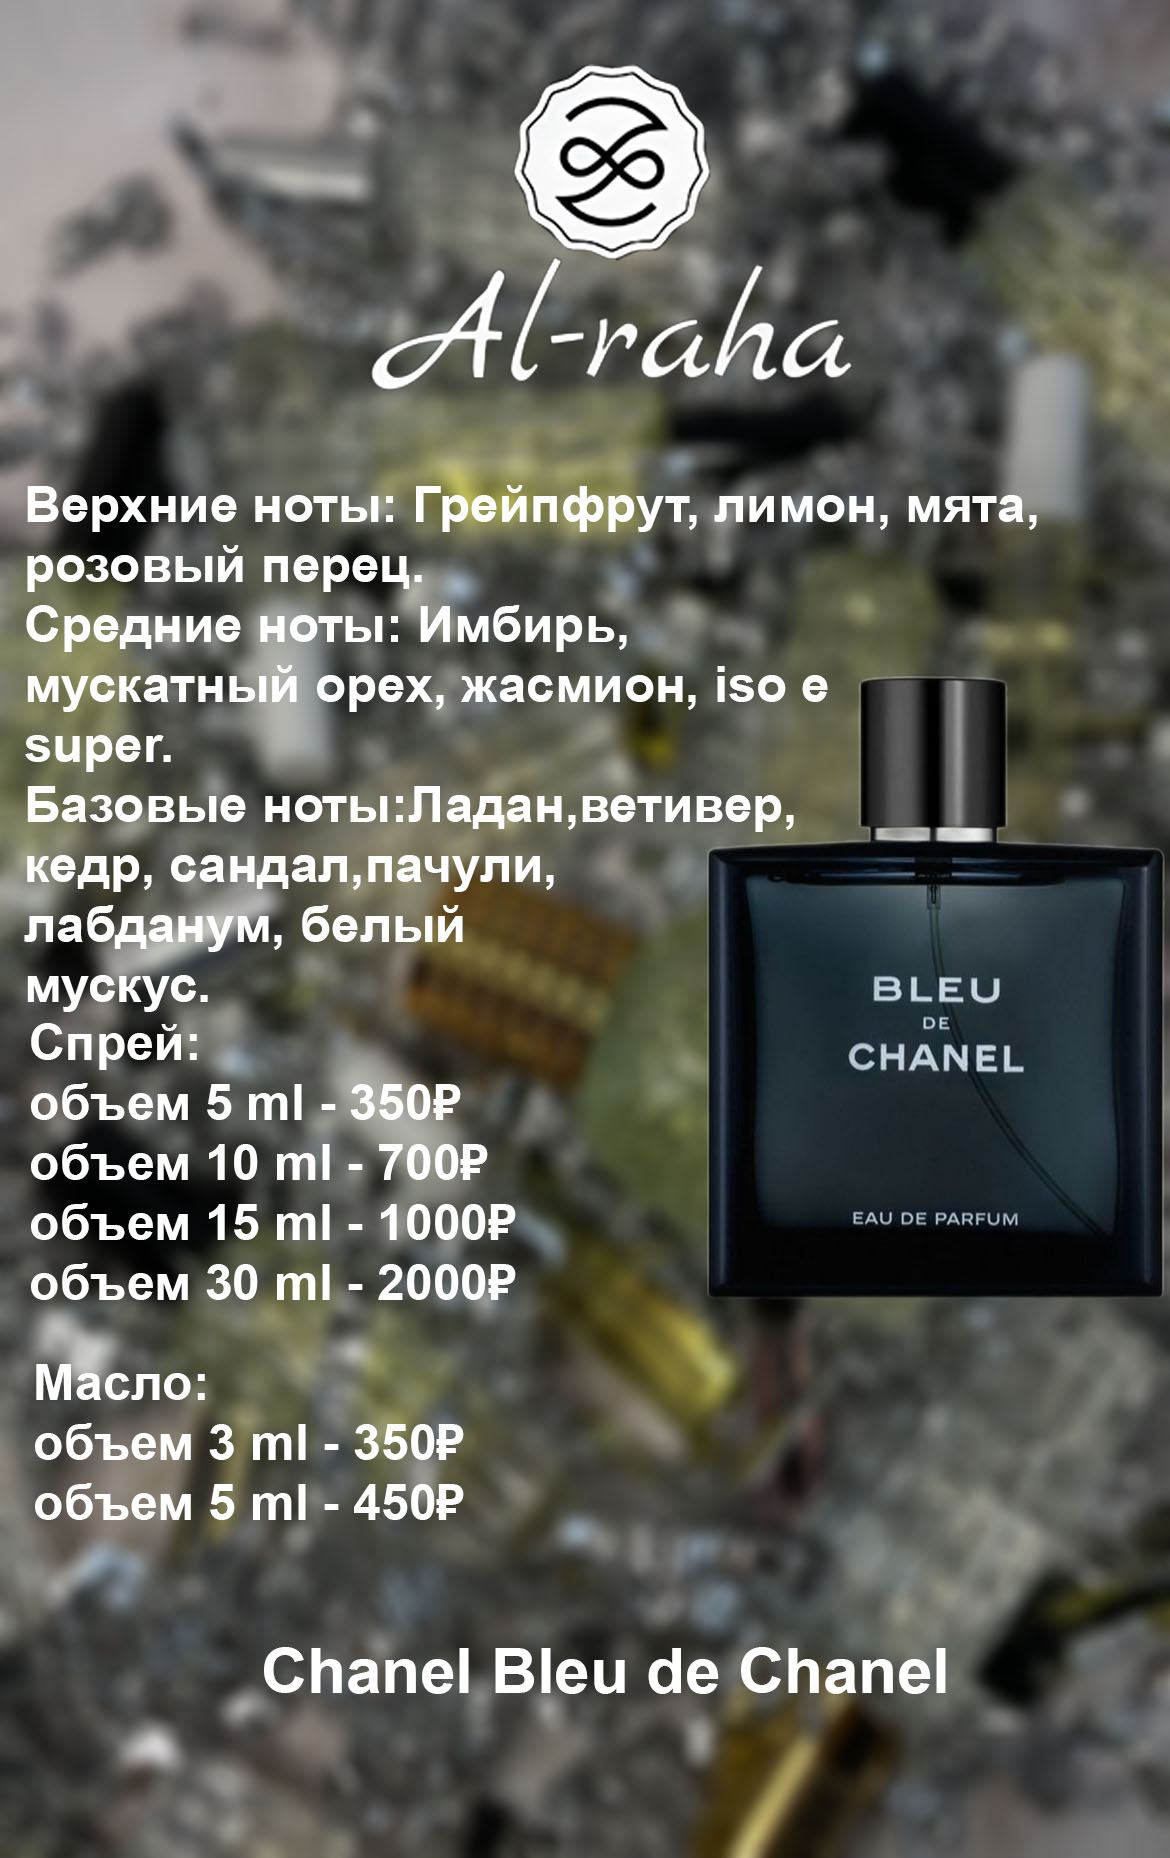 Al-raha
Верхние ноты: Грейпфрут, лимон, мята,
розовый перец.
Средние ноты: Имбирь,
мускатный орех, жасмион, iso e
super.
Базовые ноты:Ладан,ветивер,
кедр, сандал,пачули,
лабданум, белый
мускус.
Спрей:
объем 5 ml - 350₽
объем 10 ml - 700₽
объем 15 ml - 1000₽
объем 30 ml - 2000₽
Масло:
объем 3 ml - 350₽
объем 5 ml - 450₽
BLEU
DE
CHANEL
EAU DE PARFUM
Chanel Bleu de Chanel